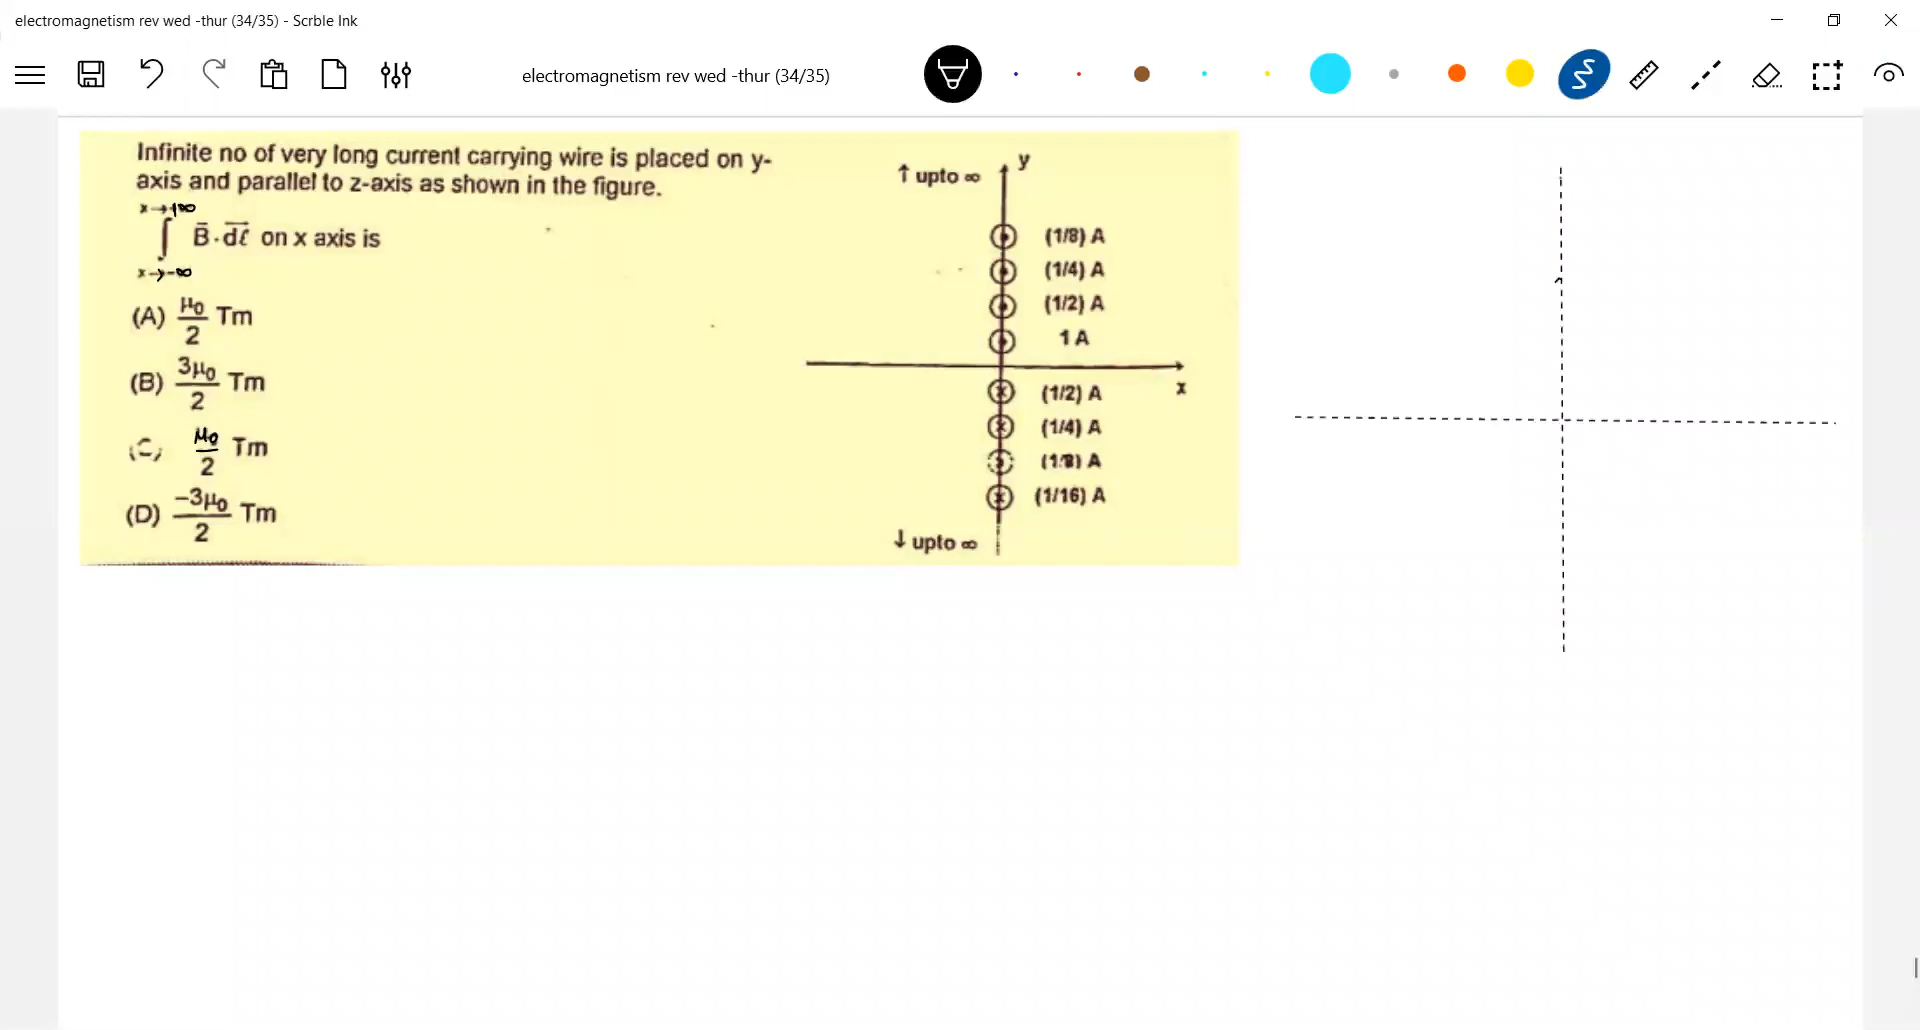 electromagnetism rev wed -thur (34/35) - Scrble Ink
electromagnetism rev wed -thur (34/35)
Infinite no of very long current carrying wire is placed on y-
axis and parallel to z-axis as shown in the figure.
x→+∞
∫ B̄ · dℓ on x axis is
x→-∞
(A) μ₀/2 Tm
(B) 3μ₀/2 Tm
(C) μ₀/2 Tm
(D) -3μ₀/2 Tm
↑ upto ∞
y
(1/8) A
(1/4) A
(1/2) A
1 A
x
(1/2) A
(1/4) A
(1/8) A
(1/16) A
↓ upto ∞